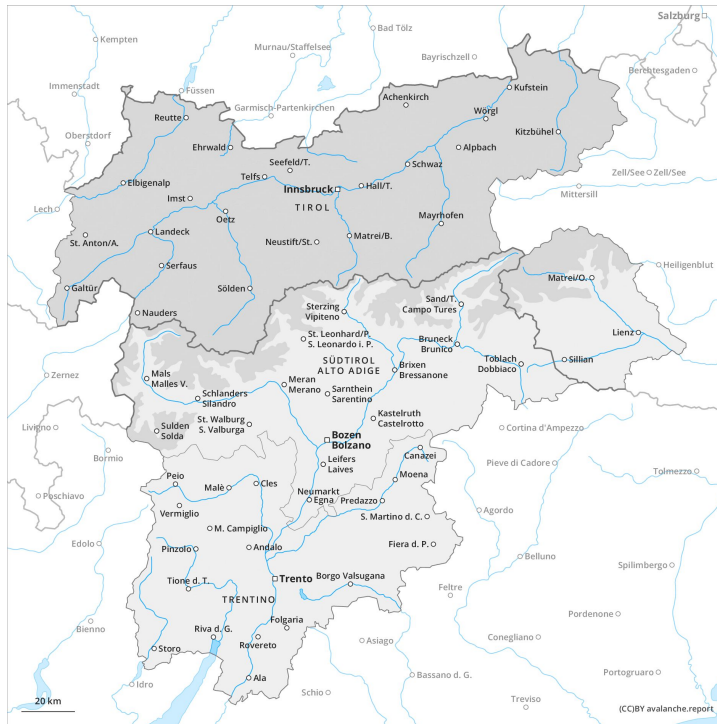 Salzburg
Kempten
Bad Tölz
Murnau/Staffelsee
Bayrischzell
Berchtesgaden
Immenstadt
Füssen
Garmisch-Partenkirchen
Achenkirch
Kufstein
Reutte
Wörgl
Oberstdorf
Kitzbühel
Ehrwald
Alpbach
Seefeld/T.
Schwaz
Telfs
Zell/See
Zell/See
Elbigenalp
Innsbruck
Hall/T.
Mittersill
Imst
TIROL
Lech
Oetz
Mayrhofen
St. Anton/A.
Landeck
Neustift/St.
Matrei/B.
Serfaus
Heiligenblut
Matrei/O.
Galtür
Sölden
Sand/T.
Campo Tures
Nauders
Sterzing
Vipiteno
St. Leonhard/P.
S. Leonardo i. P.
Lienz
Bruneck
Brunico
SÜDTIROL
ALTO ADIGE
Toblach
Dobbiaco
Sillian
Brixen
Bressanone
Zernez
Mals
Malles V.
Meran
Merano
Sarnthein
Sarentino
Schlanders
Silandro
Kastelruth
Castelrotto
St. Walburg
S. Valburga
Livigno
Sulden
Solda
Cortina d'Ampezzo
Bozen
Bolzano
Bormio
Canazei
Leifers
Laives
Pieve di Cadore
Tolmezzo
Peio
Moena
Cles
Malè
Poschiavo
Neumarkt
Egna
Predazzo
Vermiglio
Agordo
M. Campiglio
S. Martino d. C.
Edolo
Pinzolo
Andalo
Fiera d. P.
Belluno
Spilimbergo
Trento
Tione d. T.
Borgo Valsugana
Feltre
TRENTINO
Pordenone
Bienno
Folgaria
Riva d. G.
Conegliano
Rovereto
Asiago
Storo
Portogruaro
Bassano d. G.
Ala
Idro
Schio
Treviso
20 km
(CC)BY avalanche.report